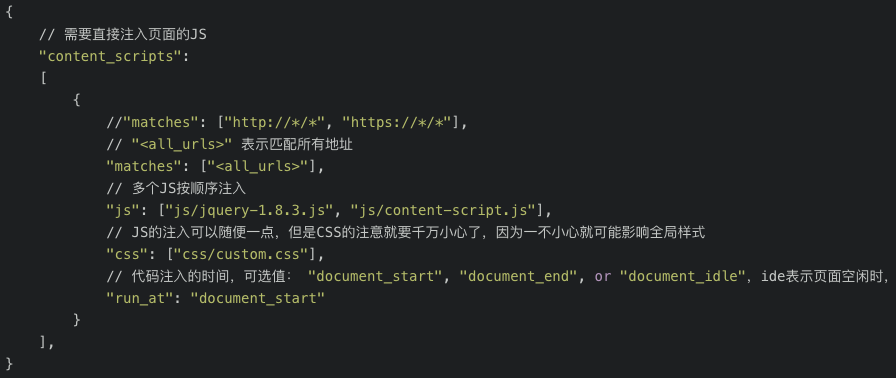 {
    // 需要直接注入页面的JS
    "content_scripts":
    [
        {
            //"matches": ["http://*/*", "https://*/*"],
            // "<all_urls>" 表示匹配所有地址
            "matches": ["<all_urls>"],
            // 多个JS按顺序注入
            "js": ["js/jquery-1.8.3.js", "js/content-script.js"],
            // JS的注入可以随便一点，但是CSS的注意就要千万小心了，因为一不小心就可能影响全局样式
            "css": ["css/custom.css"],
            // 代码注入的时间，可选值： "document_start", "document_end", or "document_idle"，ide表示页面空闲时，
            "run_at": "document_start"
        }
    ],
}